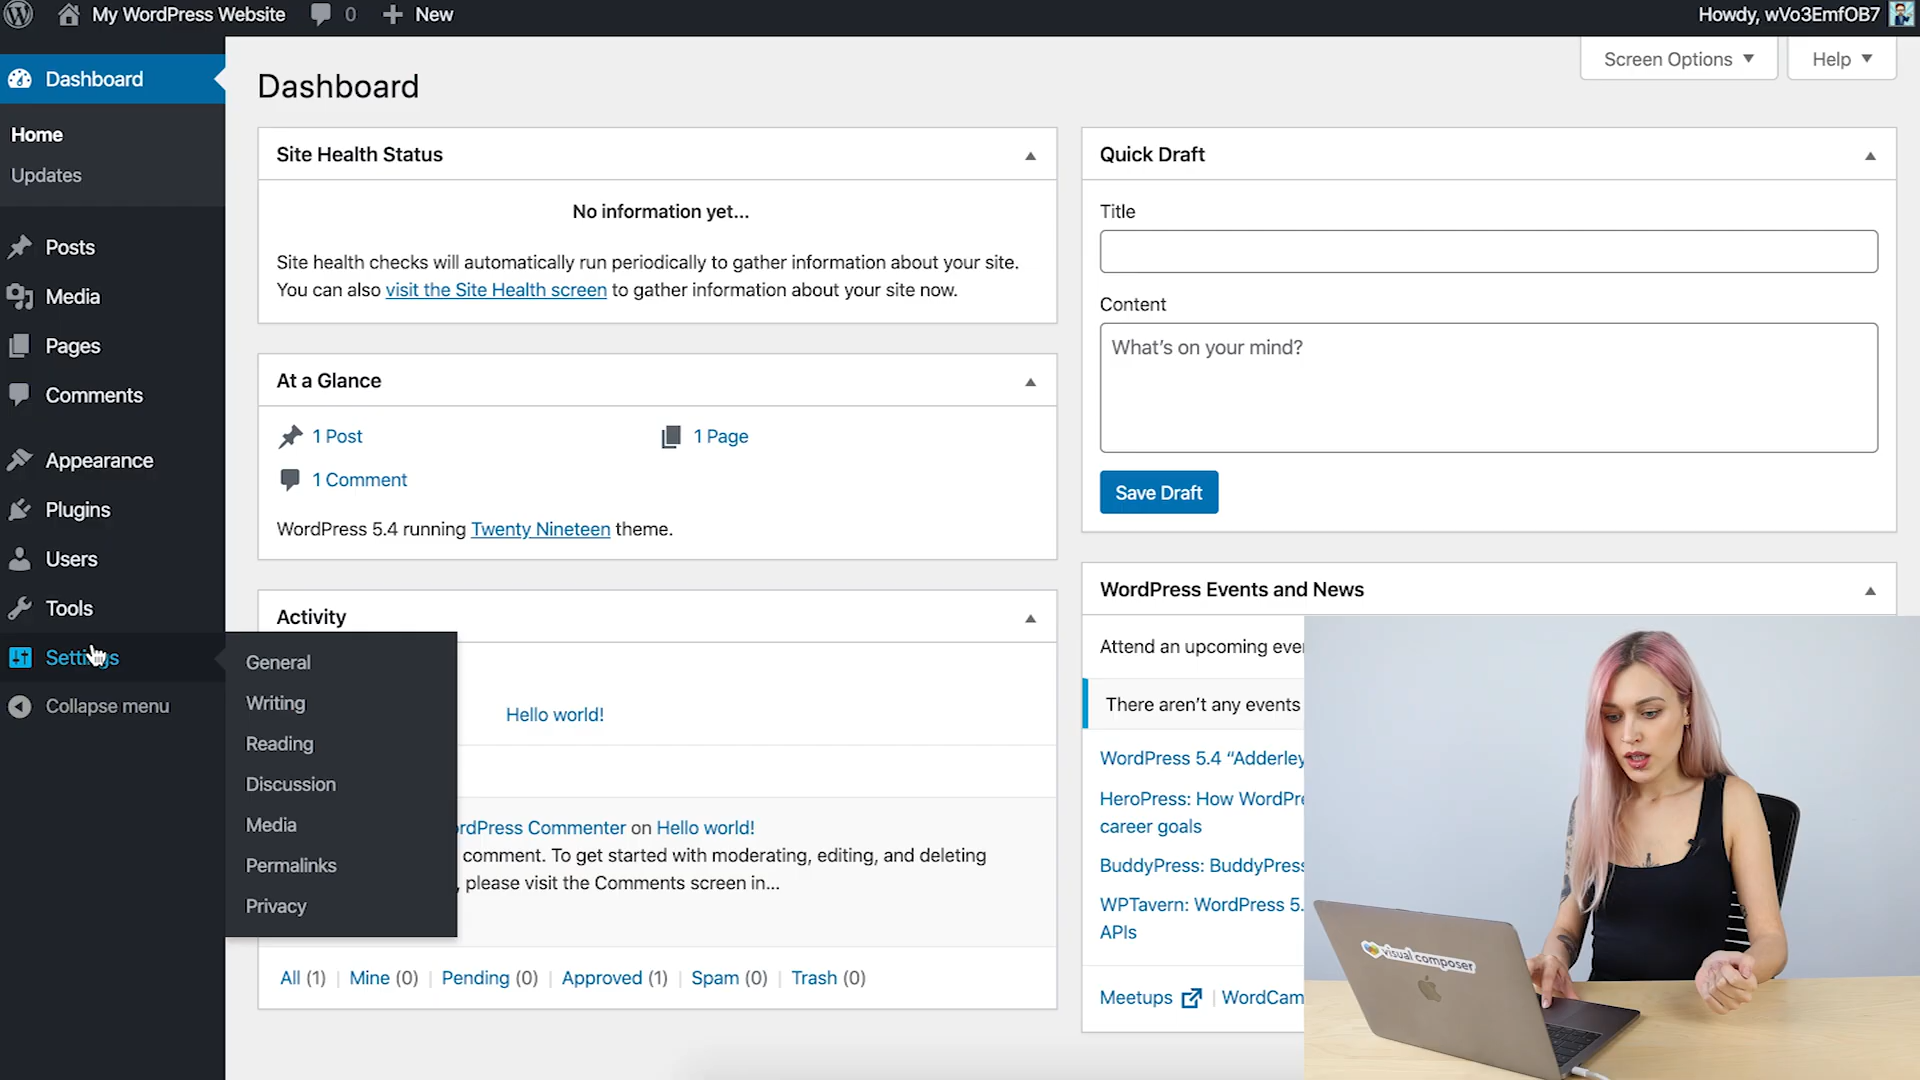 My WordPress Website 0 New
Howdy, wVo3EmfOB7
Dashboard
Home
Updates
Posts
Media
Pages
Comments
Appearance
Plugins
Users
Tools
Settings
Collapse menu
General
Writing
Reading
Discussion
Media
Permalinks
Privacy
Screen Options
Help
Dashboard
Site Health Status
No information yet...
Site health checks will automatically run periodically to gather information about your site.
You can also visit the Site Health screen to gather information about your site now.
At a Glance
1 Post
1 Page
1 Comment
WordPress 5.4 running Twenty Nineteen theme.
Activity
Hello world!
rdPress Commenter on Hello world!
comment. To get started with moderating, editing, and deleting
, please visit the Comments screen in...
All (1) | Mine (0) | Pending (0) | Approved (1) | Spam (0) | Trash (0)
Quick Draft
Title
Content
What's on your mind?
Save Draft
WordPress Events and News
Attend an upcoming eve
There aren't any events
WordPress 5.4 “Adderley
HeroPress: How WordPre
career goals
BuddyPress: BuddyPress
WPTavern: WordPress 5.
APIs
Meetups | WordCam
visual composer